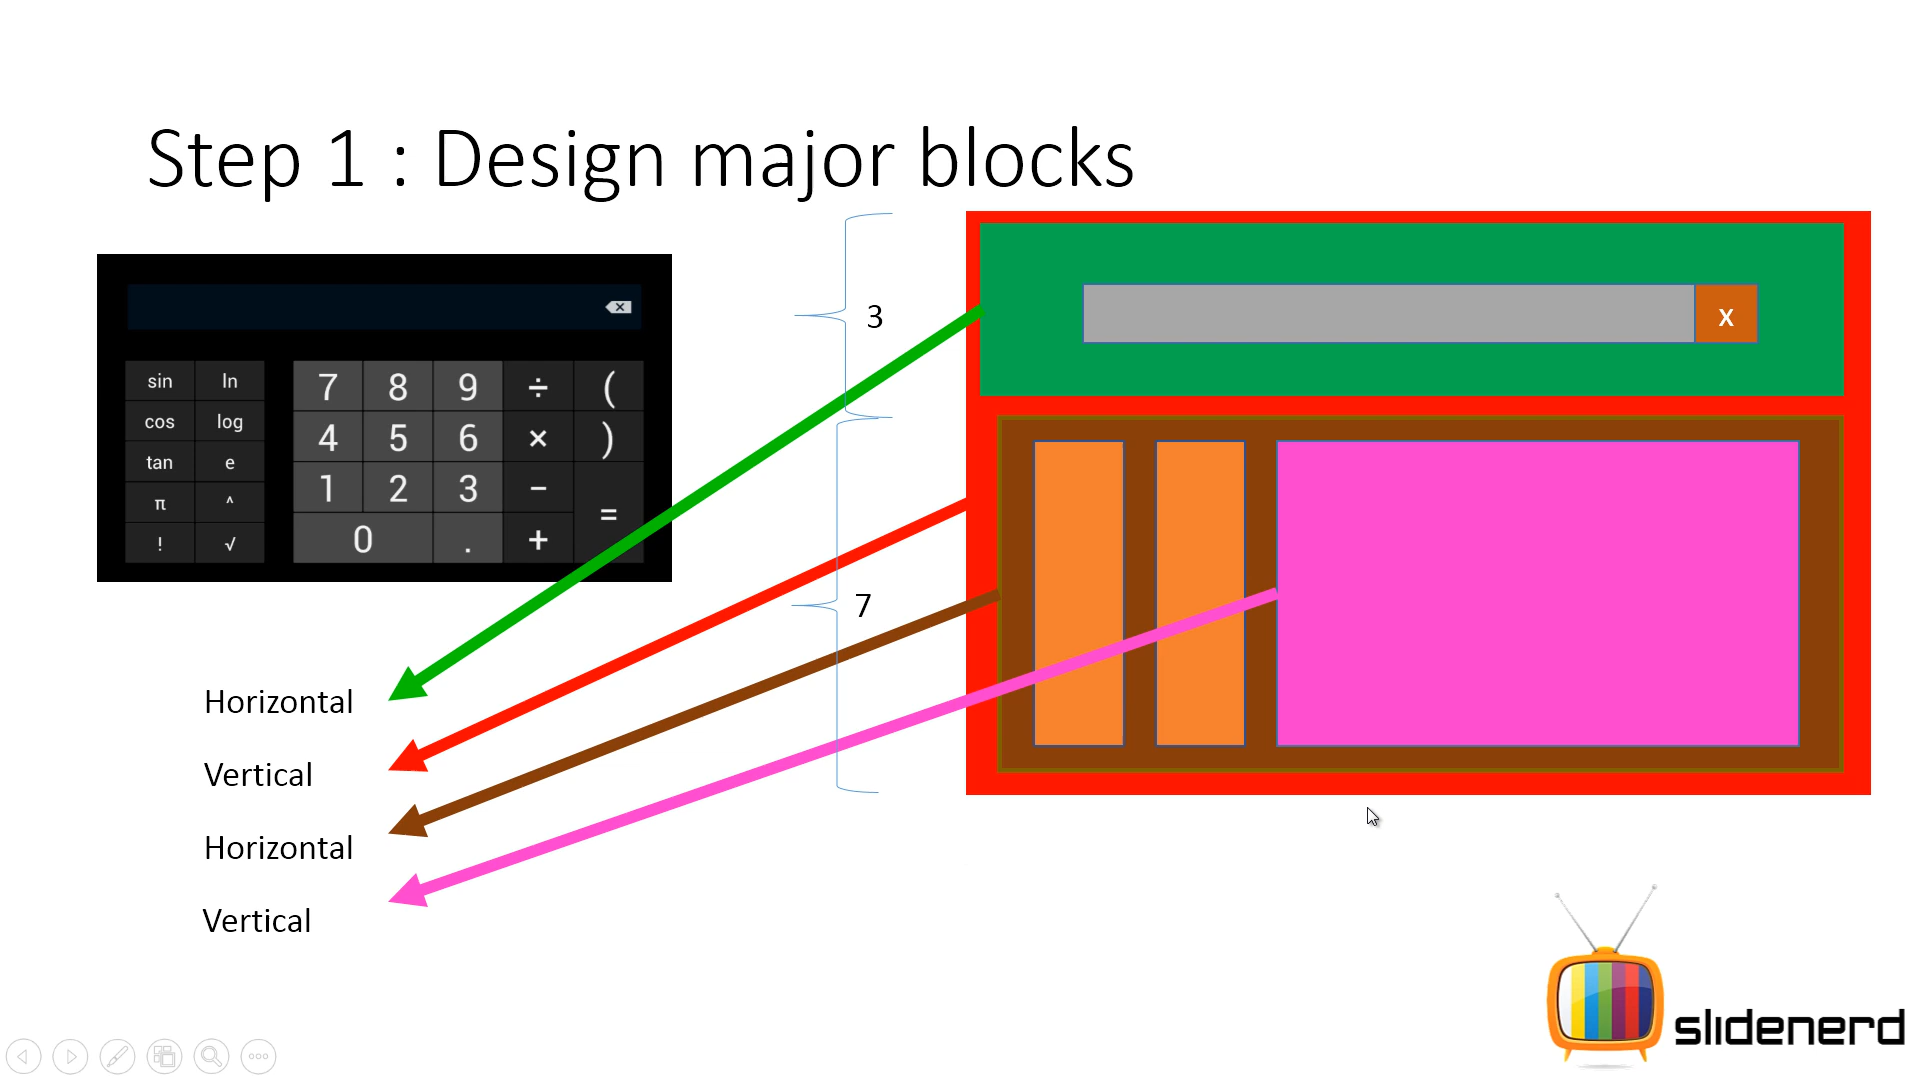 Step 1 : Design major blocks
3
X
sin ln 7 8 9 ÷ (
cos log 4 5 6 × )
tan e 1 2 3 −
π ^ =
! √ 0 . +
7
Horizontal
Vertical
Horizontal
Vertical
slidenerd